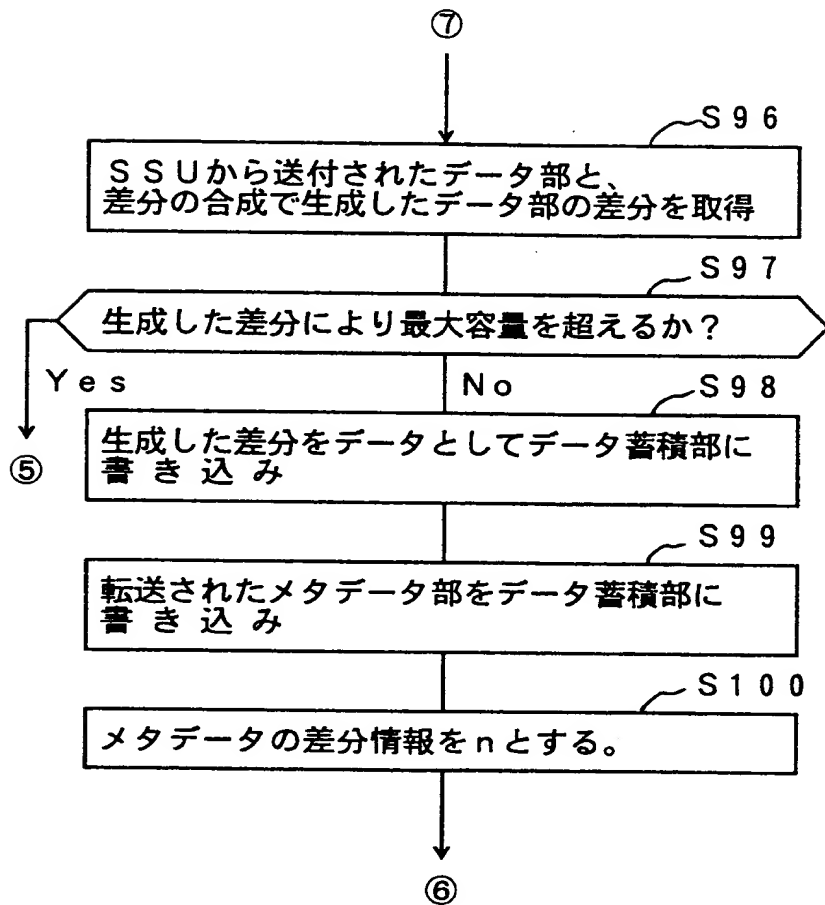 ⑦
S96
SSUから送付されたデータ部と、
差分の合成で生成したデータ部の差分を取得
S97
生成した差分により最大容量を超えるか?
Yes
No
⑤
S98
生成した差分をデータとしてデータ蓄積部に
書き込み
S99
転送されたメタデータ部をデータ蓄積部に
書き込み
S100
メタデータの差分情報をnとする。
⑥